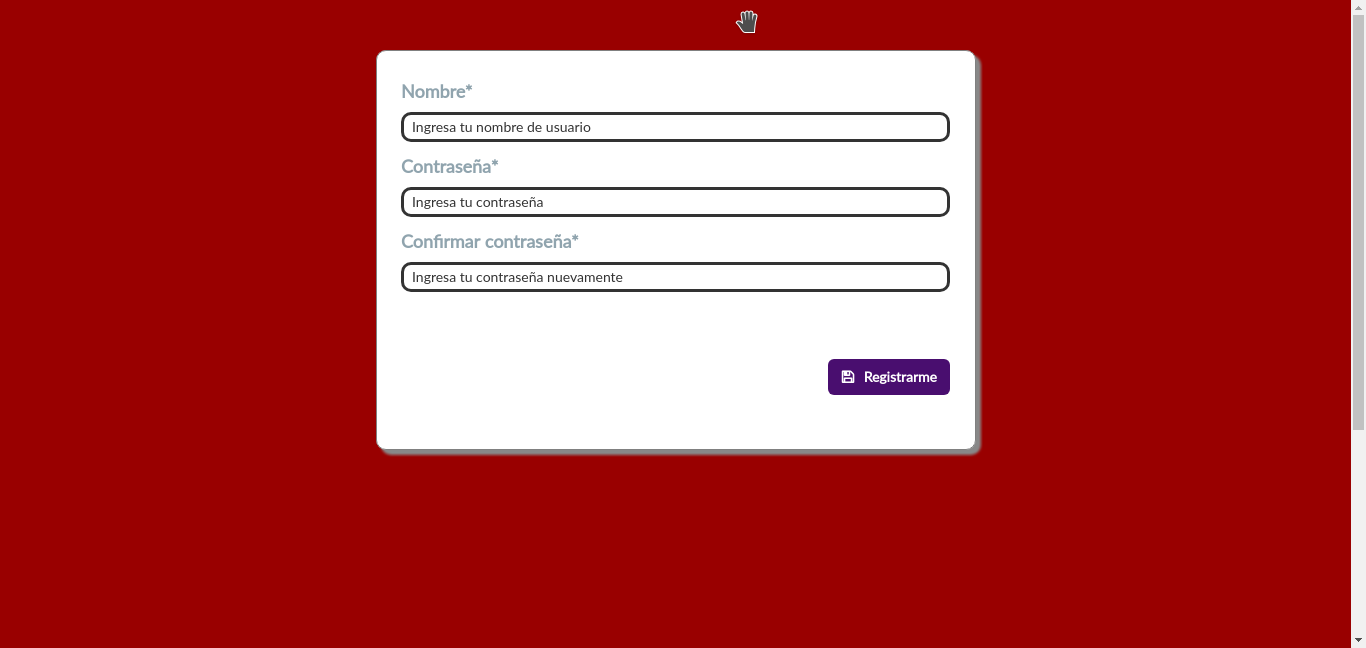 Nombre*
Ingresa tu nombre de usuario
Contraseña*
Ingresa tu contraseña
Confirmar contraseña*
Ingresa tu contraseña nuevamente
Registrarme